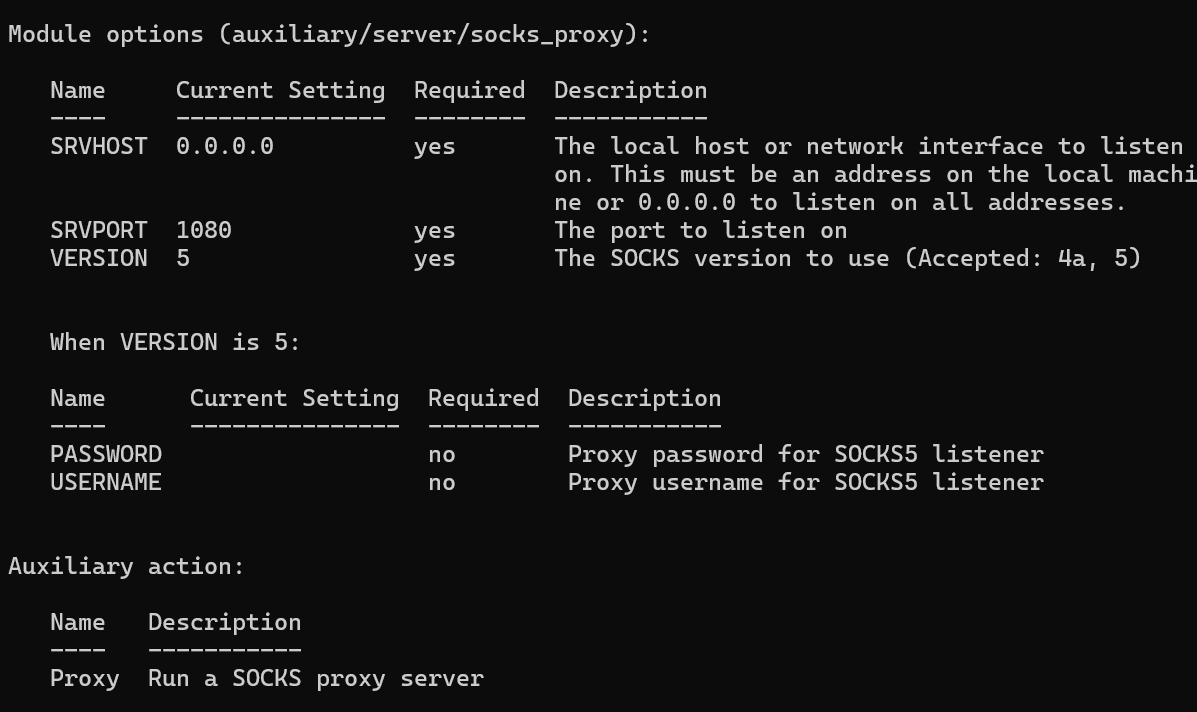 Module options (auxiliary/server/socks_proxy):
Name Current Setting Required Description
---- --------------- -------- -----------
SRVHOST 0.0.0.0 yes The local host or network interface to listen
on. This must be an address on the local machi
ne or 0.0.0.0 to listen on all addresses.
SRVPORT 1080 yes The port to listen on
VERSION 5 yes The SOCKS version to use (Accepted: 4a, 5)
When VERSION is 5:
Name Current Setting Required Description
---- --------------- -------- -----------
PASSWORD no Proxy password for SOCKS5 listener
USERNAME no Proxy username for SOCKS5 listener
Auxiliary action:
Name Description
---- -----------
Proxy Run a SOCKS proxy server